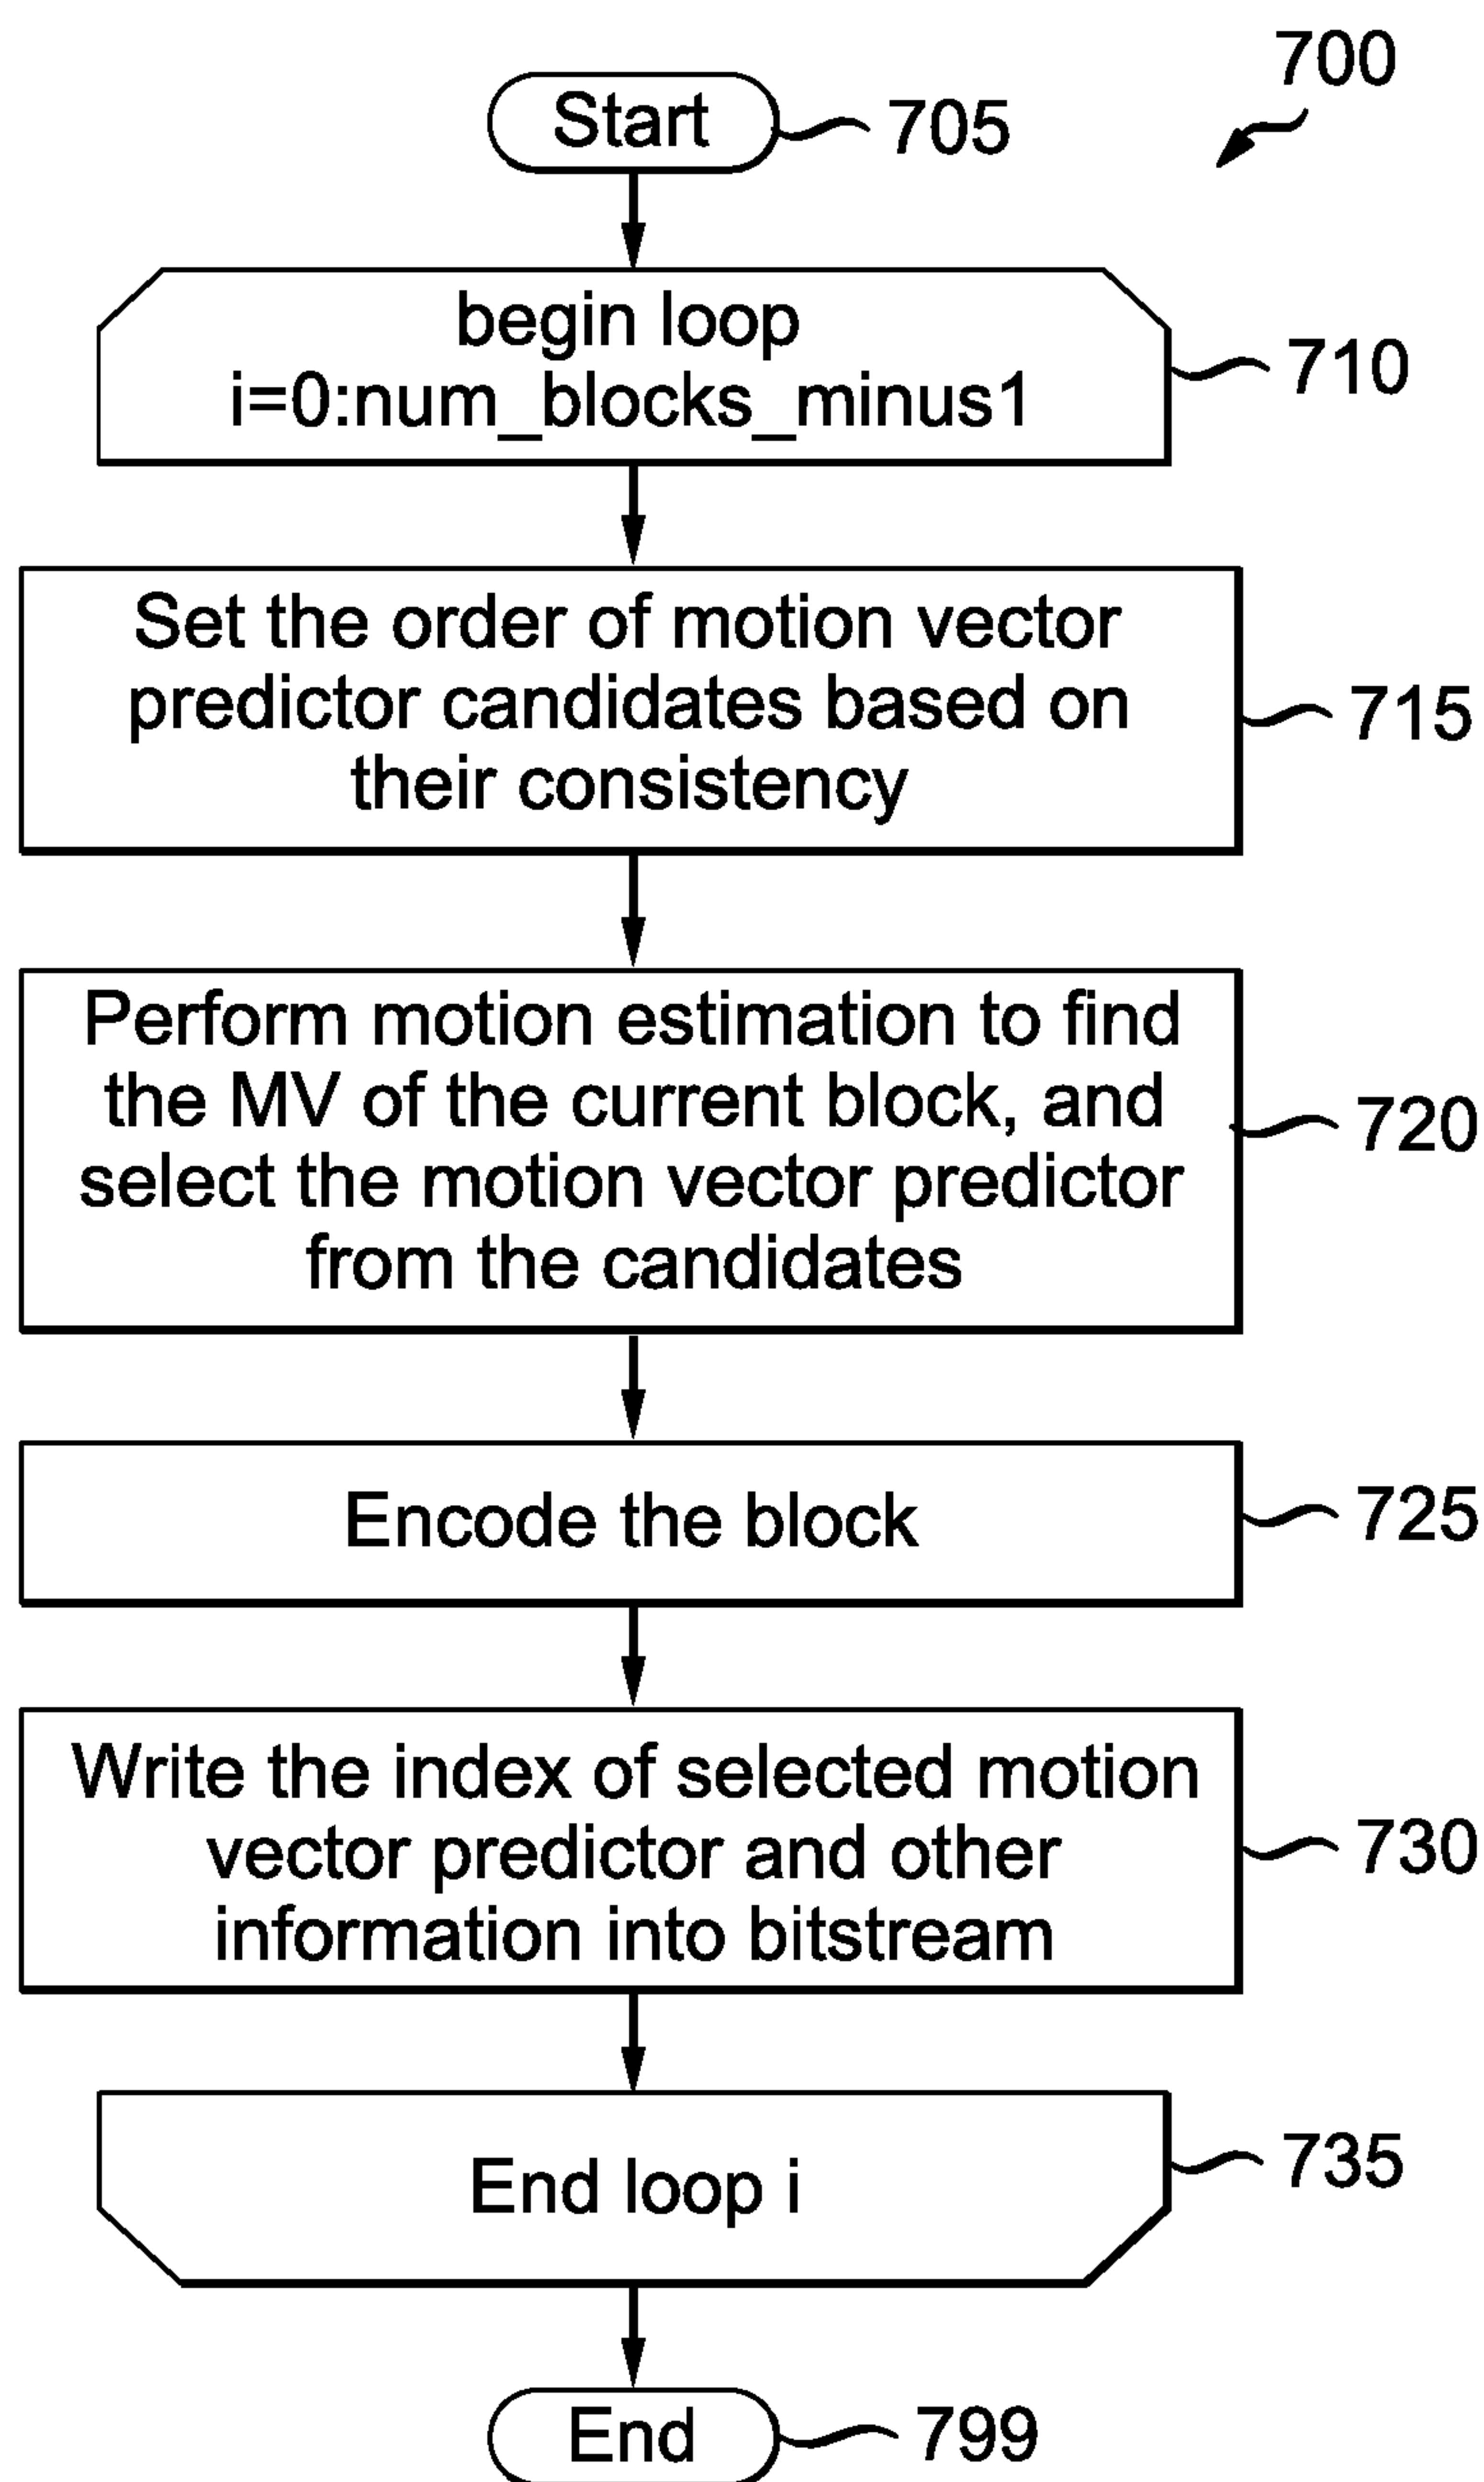 700
Start
705
begin loop
i=0:num_blocks_minus1
710
Set the order of motion vector
predictor candidates based on
their consistency
715
Perform motion estimation to find
the MV of the current block, and
select the motion vector predictor
from the candidates
720
Encode the block
725
Write the index of selected motion
vector predictor and other
information into bitstream
730
End loop i
735
End
799